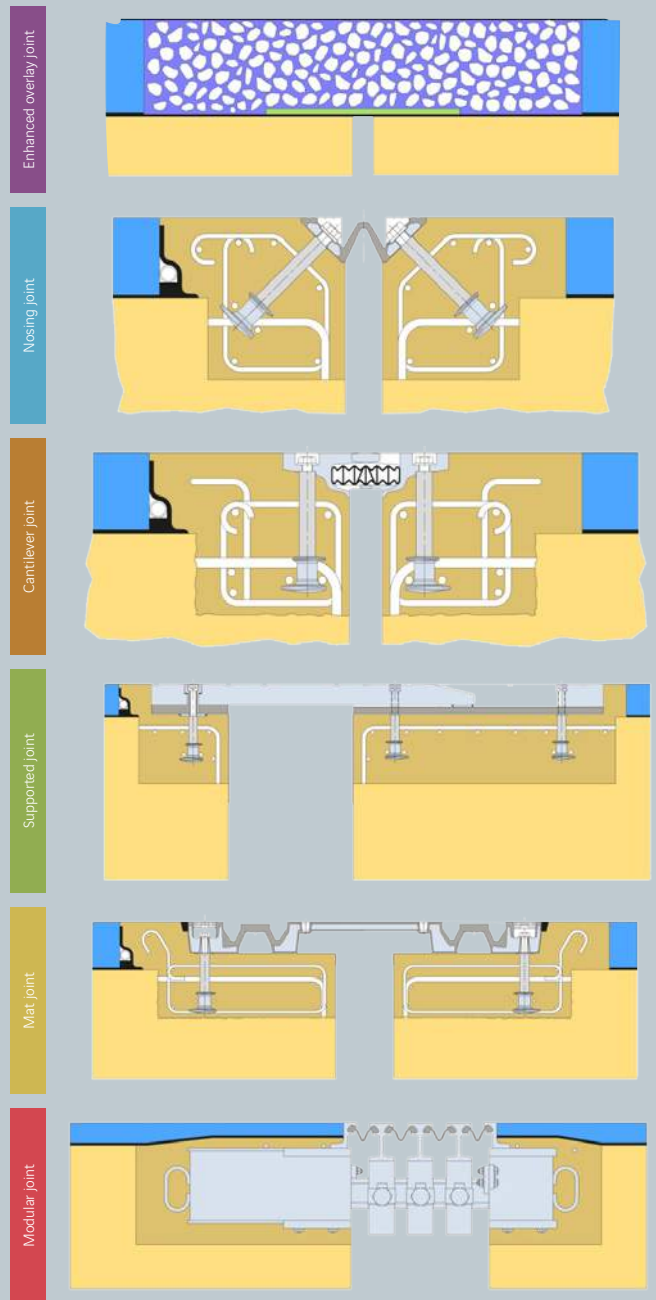 Enhanced overlay joint
Nosing joint
Cantilever joint
Supported joint
Mat joint
Modular joint